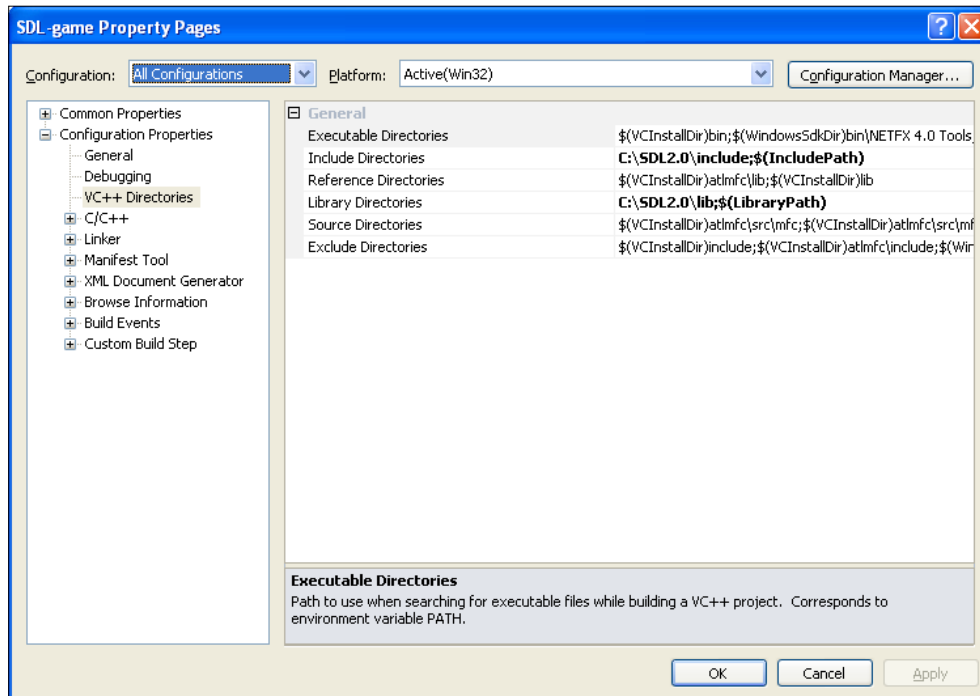 SDL-game Property Pages
Configuration: All Configurations Platform: Active(Win32) Configuration Manager...
Common Properties
Configuration Properties
General
Debugging
VC++ Directories
C/C++
Linker
Manifest Tool
XML Document Generator
Browse Information
Build Events
Custom Build Step
General
Executable Directories $(VCInstallDir)bin;$(WindowsSdkDir)bin\NETFX 4.0 Tools
Include Directories C:\SDL2.0\include;$(IncludePath)
Reference Directories $(VCInstallDir)atlmfc\lib;$(VCInstallDir)lib
Library Directories C:\SDL2.0\lib;$(LibraryPath)
Source Directories $(VCInstallDir)atlmfc\src\mfc;$(VCInstallDir)atlmfc\src\mf
Exclude Directories $(VCInstallDir)include;$(VCInstallDir)atlmfc\include;$(Wir
Executable Directories
Path to use when searching for executable files while building a VC++ project. Corresponds to
environment variable PATH.
OK Cancel Apply